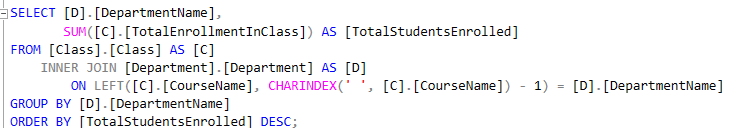 SELECT [D].[DepartmentName],
SUM([C].[TotalEnrollmentInClass]) AS [TotalStudentsEnrolled]
FROM [Class].[Class] AS [C]
INNER JOIN [Department].[Department] AS [D]
ON LEFT([C].[CourseName], CHARINDEX(' ', [C].[CourseName]) - 1) = [D].[DepartmentName]
GROUP BY [D].[DepartmentName]
ORDER BY [TotalStudentsEnrolled] DESC;